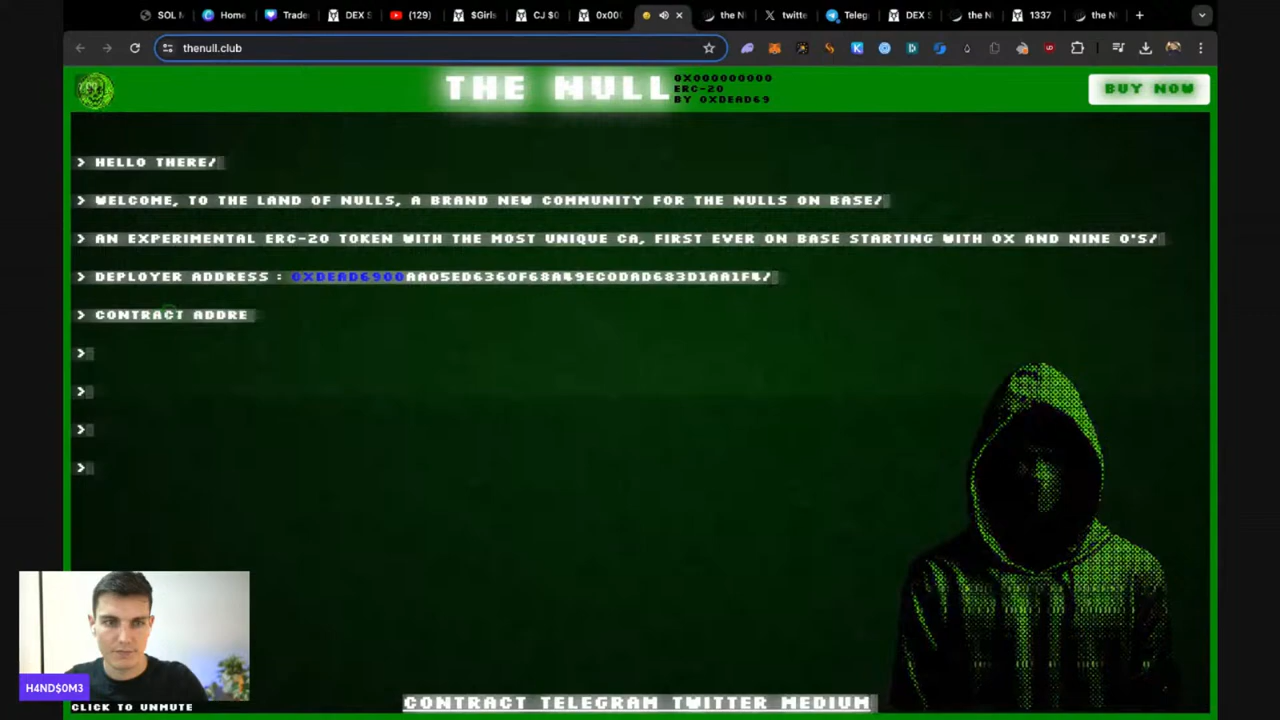 SOL M
Home
Trade
DEX S
(129)
$Girls
CJ $0
0x00
the N
twitte
Teleg
DEX S
the N
1337
the N
thenull.club
THE NULL
0X000000000
ERC-20
BY 0XDEAD69
BUY NOW
> HELLO THERE/
> WELCOME, TO THE LAND OF NULLS, A BRAND NEW COMMUNITY FOR THE NULLS ON BASE/
> AN EXPERIMENTAL ERC-20 TOKEN WITH THE MOST UNIQUE CA, FIRST EVER ON BASE STARTING WITH 0X AND NINE 0'S/
> DEPLOYER ADDRESS : 0XDEAD6900AA05ED6360F68A49EC0DAD683D1AA1F4/
> CONTRACT ADDRE
>
>
>
>
H4ND$0M3
CLICK TO UNMUTE
CONTRACT TELEGRAM TWITTER MEDIUM